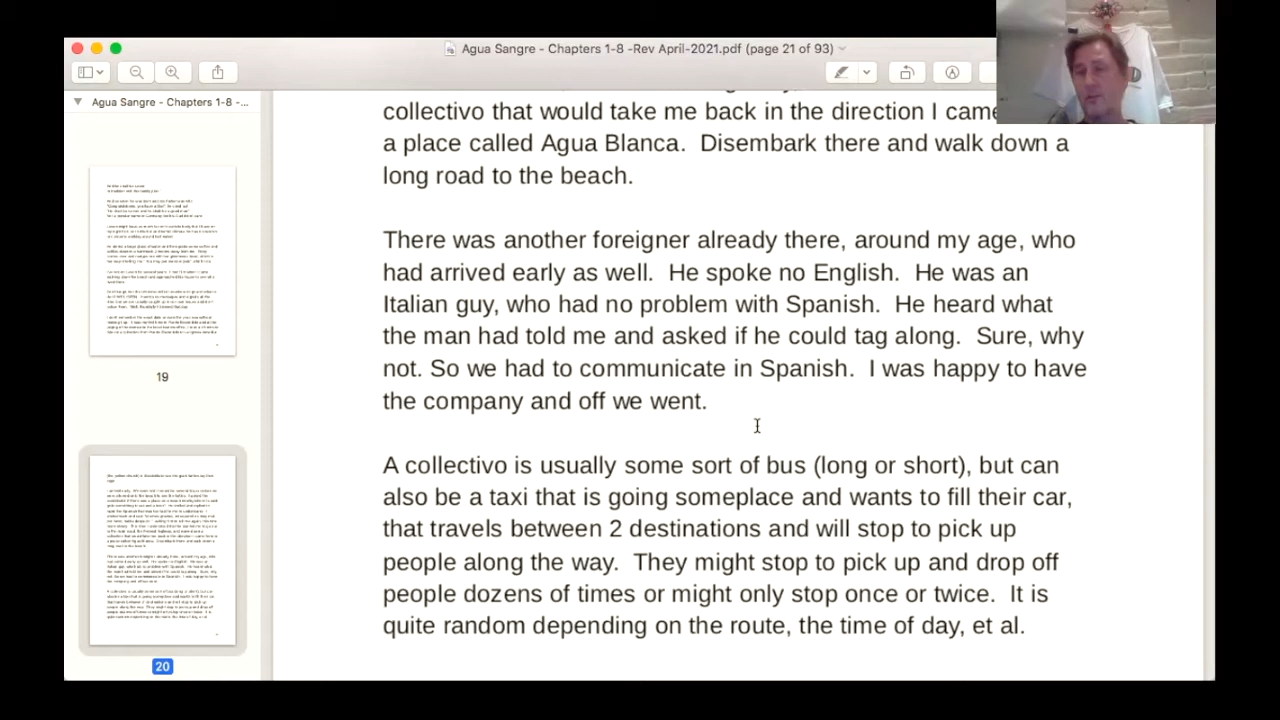 Agua Sangre - Chapters 1-8 -Rev April-2021.pdf (page 21 of 93)
Agua Sangre - Chapters 1-8 -...
19
20
collectivo that would take me back in the direction I came
a place called Agua Blanca.  Disembark there and walk down a
long road to the beach.
There was another foreigner already there, around my age, who
had arrived early as well.  He spoke no English.  He was an
Italian guy, who had no problem with Spanish.  He heard what
the man had told me and asked if he could tag along.  Sure, why
not. So we had to communicate in Spanish.  I was happy to have
the company and off we went.
A collectivo is usually some sort of bus (long or short), but can
also be a taxi that is going someplace and wants to fill their car,
that travels between 2 destinations and will stop to pick up
people along the way.  They might stop to pick up and drop off
people dozens of times or might only stop once or twice.  It is
quite random depending on the route, the time of day, et al.